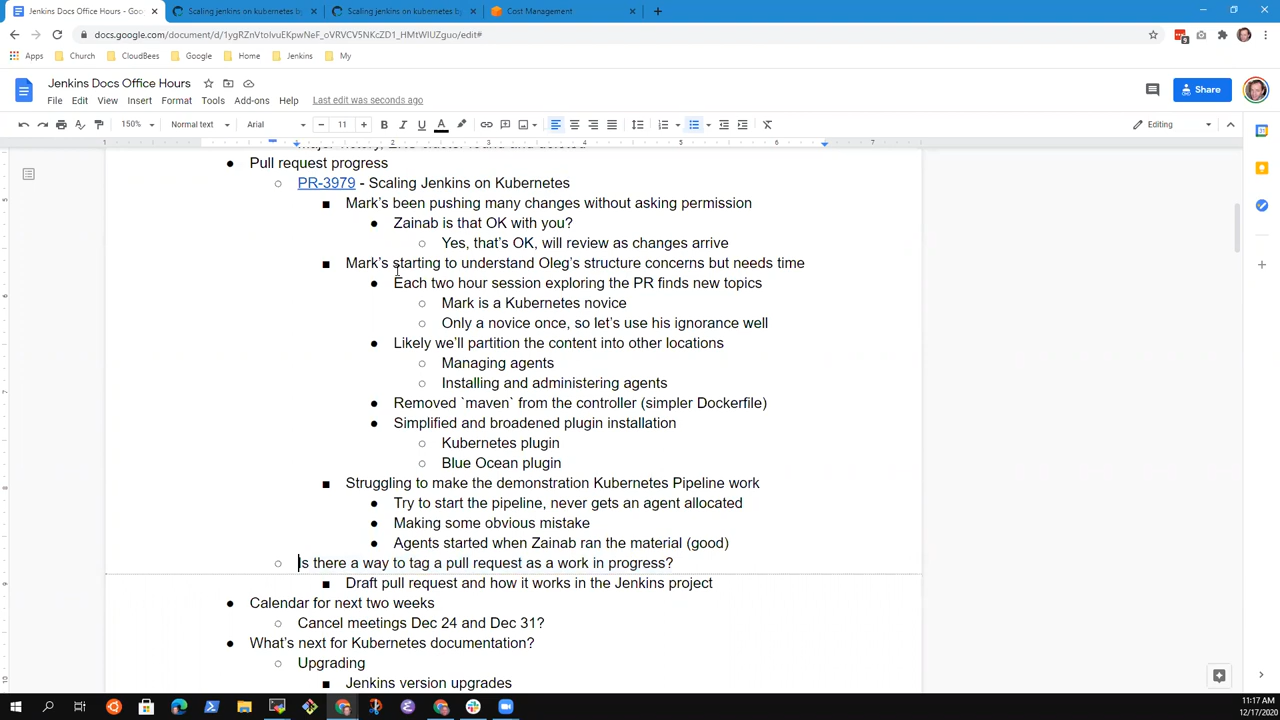 Jenkins Docs Office Hours - Goo
Scaling jenkins on kubernetes by
Scaling jenkins on kubernetes by
Cost Management
docs.google.com/document/d/1ygRZnVtoIvuEKpwNeF_oVRVCV5NKcZD1_HMtWIUZguo/edit#
Apps
Church
CloudBees
Google
Home
Jenkins
My
Jenkins Docs Office Hours
File Edit View Insert Format Tools Add-ons Help Last edit was seconds ago
Share
150% Normal text Arial 11 Editing
1 2 3 4 5 6 7
Pull request progress
PR-3979 - Scaling Jenkins on Kubernetes
Mark's been pushing many changes without asking permission
Zainab is that OK with you?
Yes, that's OK, will review as changes arrive
Mark's starting to understand Oleg's structure concerns but needs time
Each two hour session exploring the PR finds new topics
Mark is a Kubernetes novice
Only a novice once, so let's use his ignorance well
Likely we'll partition the content into other locations
Managing agents
Installing and administering agents
Removed `maven` from the controller (simpler Dockerfile)
Simplified and broadened plugin installation
Kubernetes plugin
Blue Ocean plugin
Struggling to make the demonstration Kubernetes Pipeline work
Try to start the pipeline, never gets an agent allocated
Making some obvious mistake
Agents started when Zainab ran the material (good)
Is there a way to tag a pull request as a work in progress?
Draft pull request and how it works in the Jenkins project
Calendar for next two weeks
Cancel meetings Dec 24 and Dec 31?
What's next for Kubernetes documentation?
Upgrading
Jenkins version upgrades
11:17 AM
12/17/2020